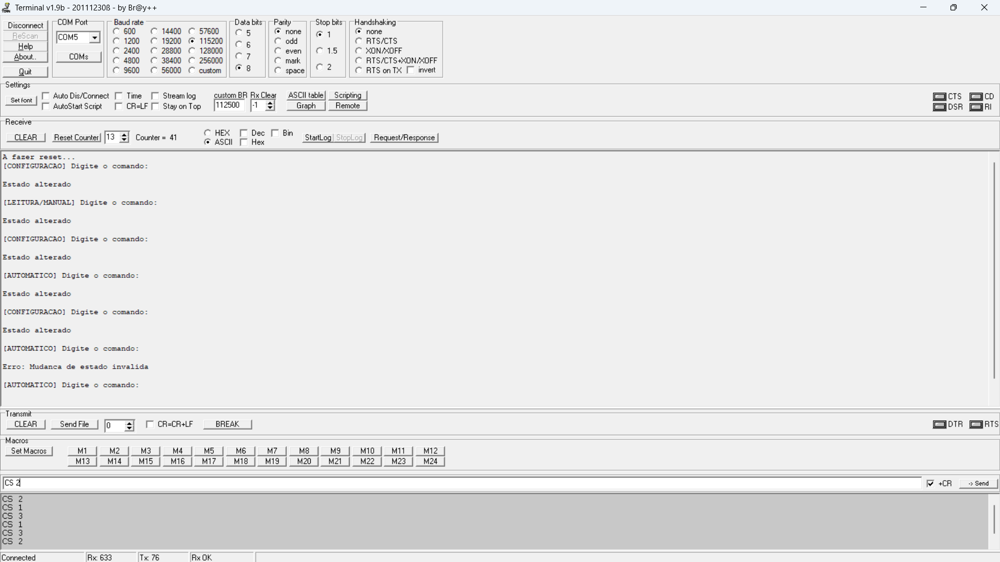 Terminal v1.9b - 20111230ß - by Br@y++
Disconnect
ReScan
Help
About..
Quit
COM Port
COM5
COMs
Baud rate
600 14400 57600
1200 19200 115200
2400 28800 128000
4800 38400 256000
9600 56000 custom
Data bits
5
6
7
8
Parity
none
odd
even
mark
space
Stop bits
1
1.5
2
Handshaking
none
RTS/CTS
XON/XOFF
RTS/CTS+XON/XOFF
RTS on TX invert
Settings
Set font
Auto Dis/Connect Time Stream log
AutoStart Script CR=LF Stay on Top
custom BR Rx Clear
112500 -1
ASCII table Scripting
Graph Remote
CTS CD
DSR RI
Receive
CLEAR Reset Counter 13 Counter = 41
HEX Dec Bin
ASCII Hex
StartLog StopLog Request/Response
A fazer reset...
[CONFIGURACAO] Digite o comando:
Estado alterado
[LEITURA/MANUAL] Digite o comando:
Estado alterado
[CONFIGURACAO] Digite o comando:
Estado alterado
[AUTOMATICO] Digite o comando:
Estado alterado
[CONFIGURACAO] Digite o comando:
Estado alterado
[AUTOMATICO] Digite o comando:
Erro: Mudanca de estado invalida
[AUTOMATICO] Digite o comando:
Transmit
CLEAR Send File 0 CR=CR+LF BREAK
DTR RTS
Macros
Set Macros
M1 M2 M3 M4 M5 M6 M7 M8 M9 M10 M11 M12
M13 M14 M15 M16 M17 M18 M19 M20 M21 M22 M23 M24
CS 2
+CR -> Send
CS 2
CS 1
CS 3
CS 1
CS 3
CS 2
Connected Rx: 633 Tx: 76 Rx OK